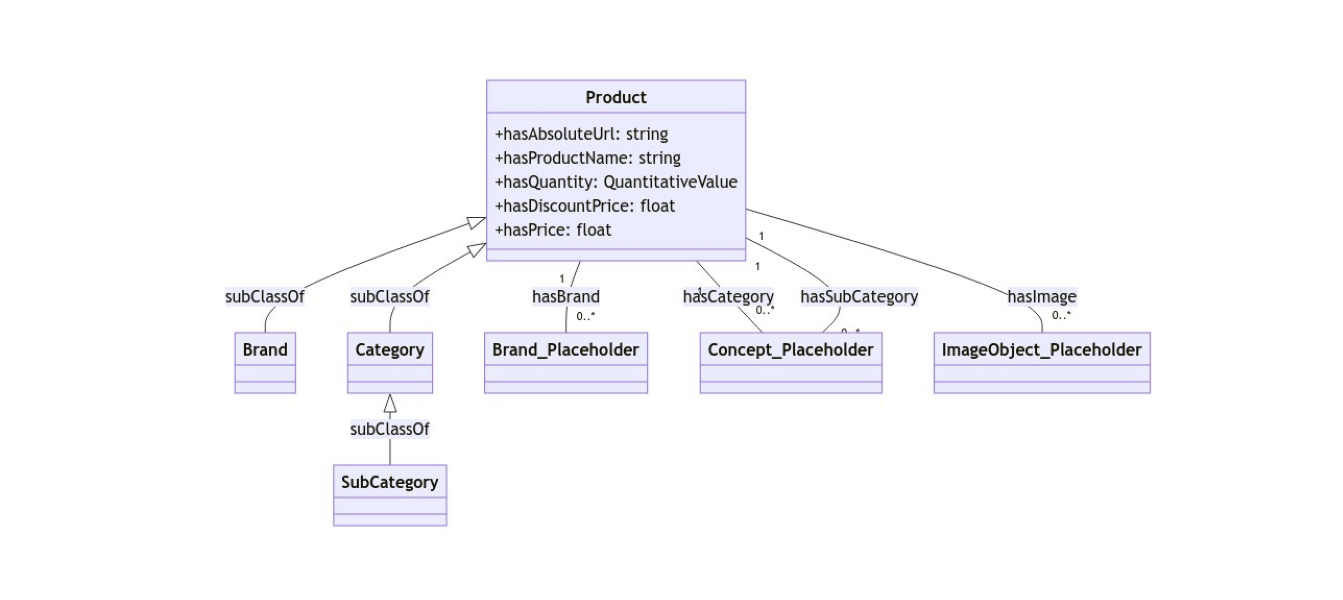 Product
+hasAbsoluteUrl: string
+hasProductName: string
+hasQuantity: QuantitativeValue
+hasDiscountPrice: float
+hasPrice: float
1
1
1
1
subClassOf
subClassOf
hasBrand
hasCategory
hasSubCategory
hasImage
0..*
0..*
0..*
0..*
Brand
Category
Brand_Placeholder
Concept_Placeholder
ImageObject_Placeholder
subClassOf
SubCategory